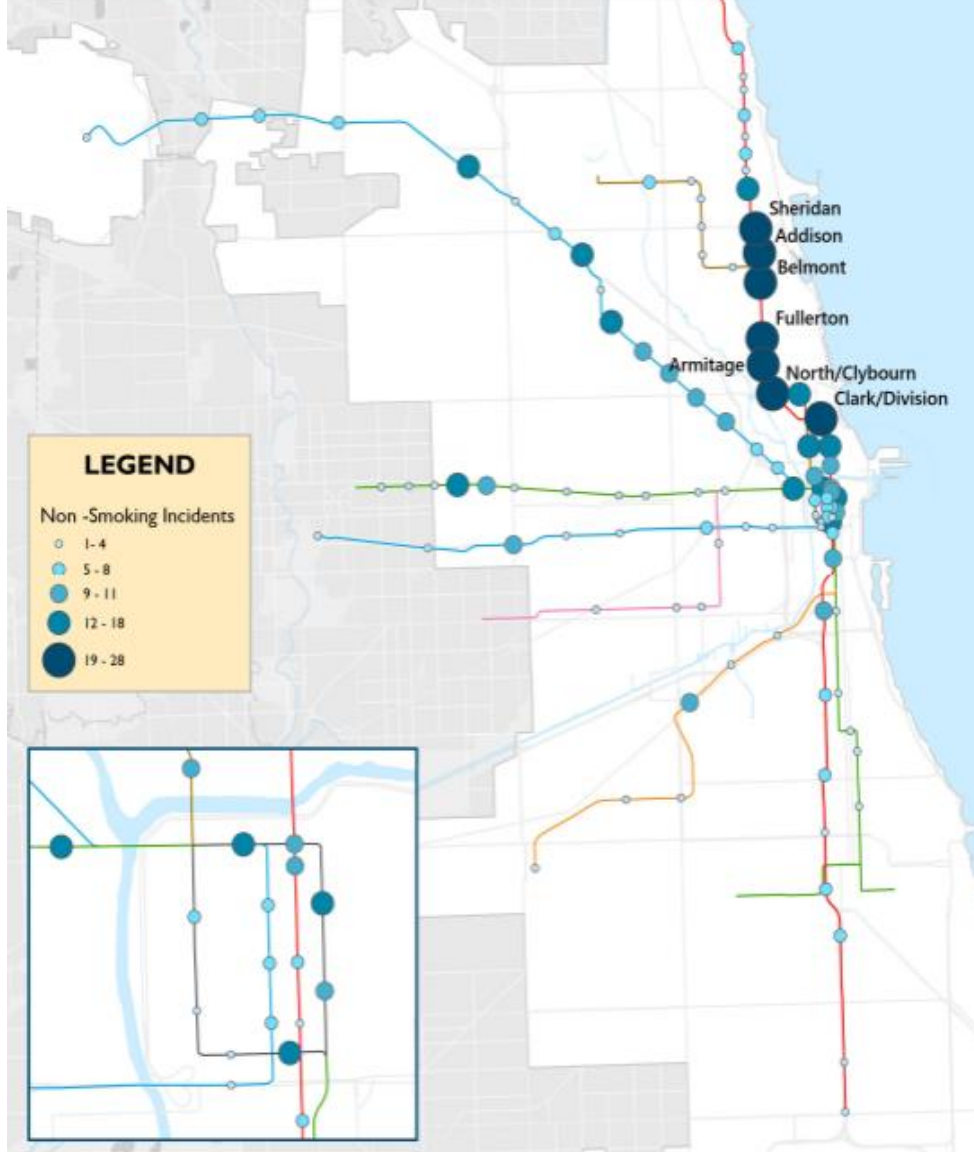 Sheridan
Addison
Belmont
Fullerton
Armitage
North/Clybourn
Clark/Division
LEGEND
Non -Smoking Incidents
1- 4
5 - 8
9 - 11
12 - 18
19 - 28